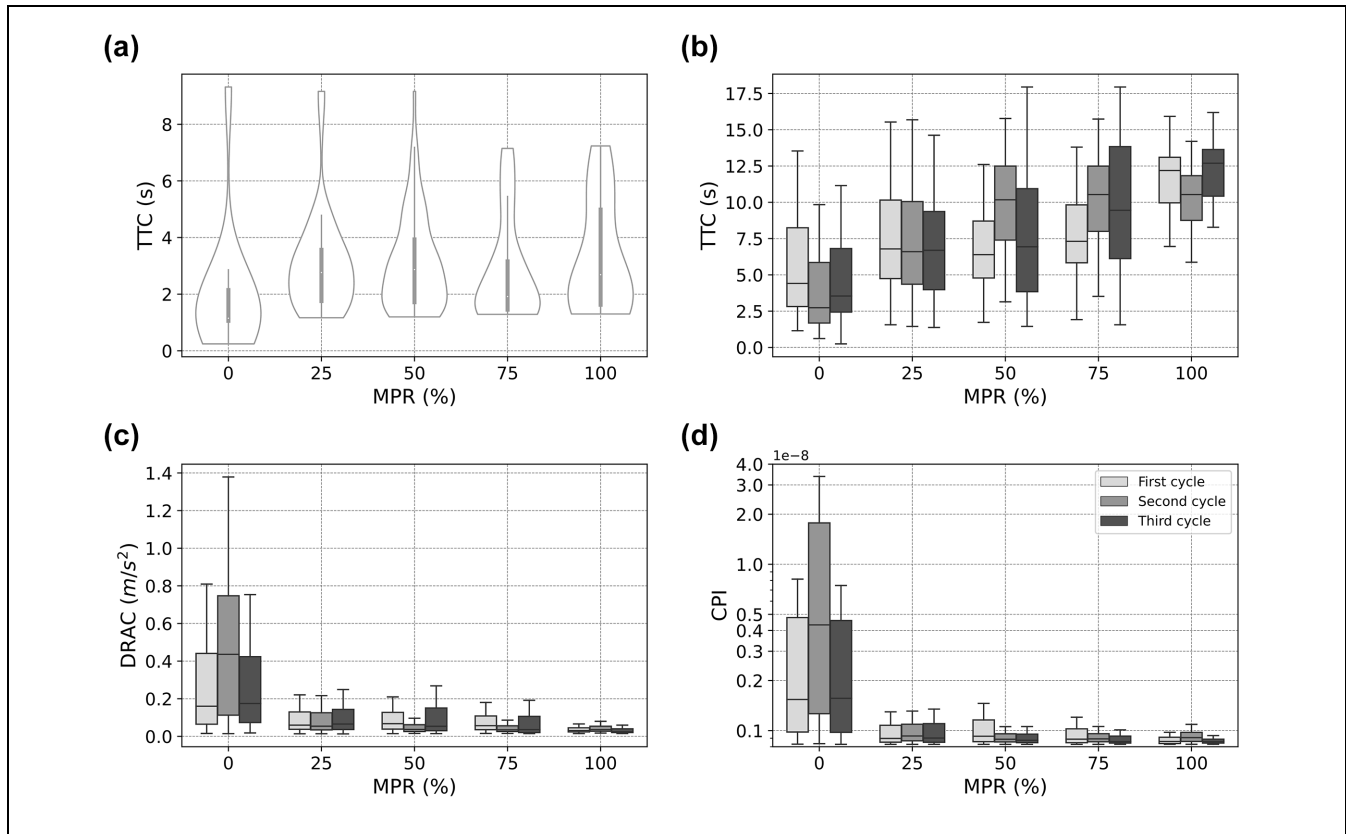 (a)
8
6
4
2
0
TTC (s)
0 25 50 75 100
MPR (%)
(b)
17.5
15.0
12.5
10.0
7.5
5.0
2.5
0.0
TTC (s)
0 25 50 75 100
MPR (%)
(c)
1.4
1.2
1.0
0.8
0.6
0.4
0.2
0.0
DRAC (m/s²)
0 25 50 75 100
MPR (%)
(d)
1e-8
4.0
3.0
2.0
1.0
0.5
0.4
0.3
0.2
0.1
CPI
First cycle
Second cycle
Third cycle
0 25 50 75 100
MPR (%)